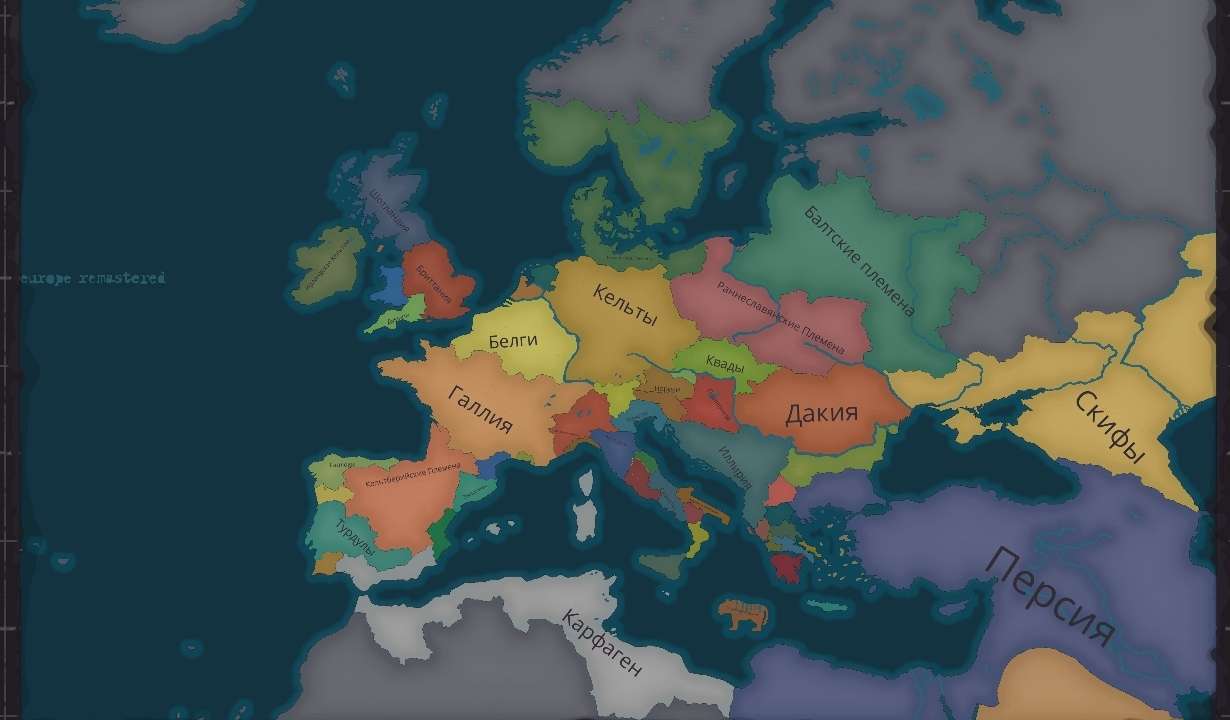 Шотландия
Британия
europe remastered
Балтские племена
Кельты
Раннеславянские Племена
Белги
Квады
Галлия
Дакия
Скифы
Кельтиберийские Племена
Иллирия
Турдулы
Персия
Карфаген